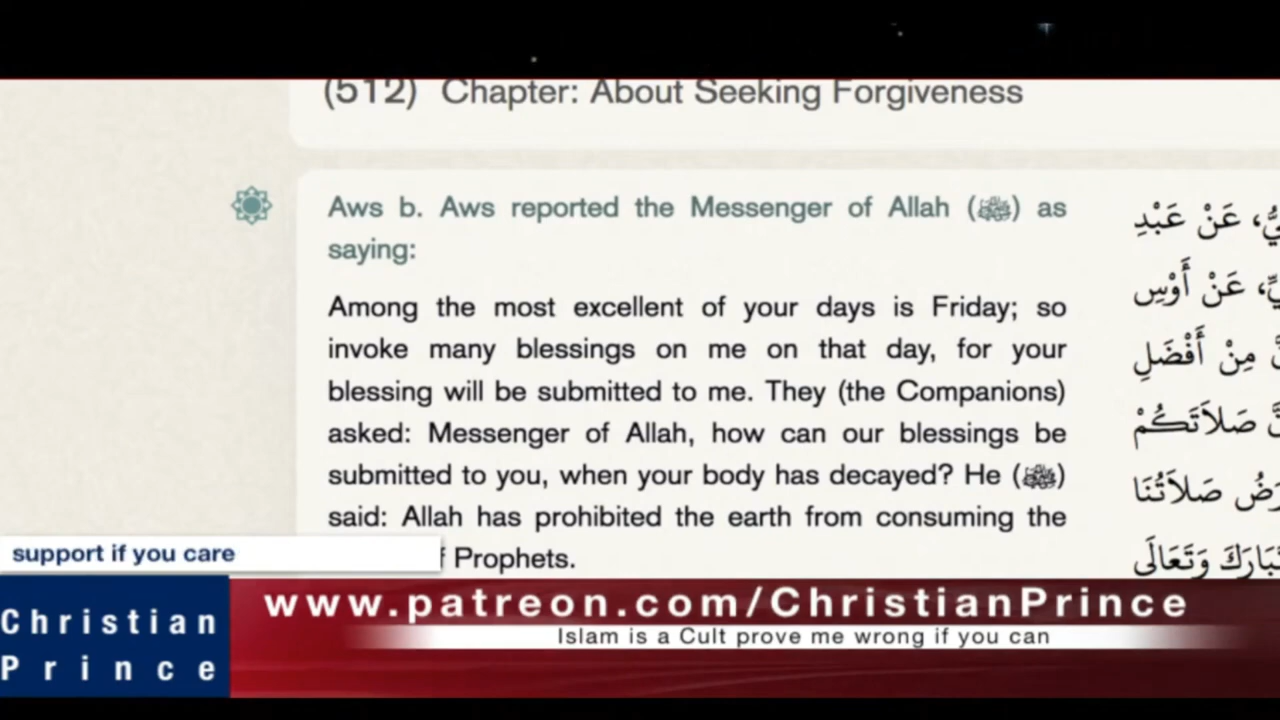 (512) Chapter: About Seeking Forgiveness
Aws b. Aws reported the Messenger of Allah (ﷺ) as
saying:
Among the most excellent of your days is Friday; so
invoke many blessings on me on that day, for your
blessing will be submitted to me. They (the Companions)
asked: Messenger of Allah, how can our blessings be
submitted to you, when your body has decayed? He (ﷺ)
said: Allah has prohibited the earth from consuming the
Prophets.
عَنْ عَبْدِ
عَنْ أَوْسِ
مِنْ أَفْضَلِ
صَلاَتَكُمْ
صَلاَتُنَا
وَتَعَالَى
support if you care
Christian
Prince
www.patreon.com/ChristianPrince
Islam is a Cult prove me wrong if you can